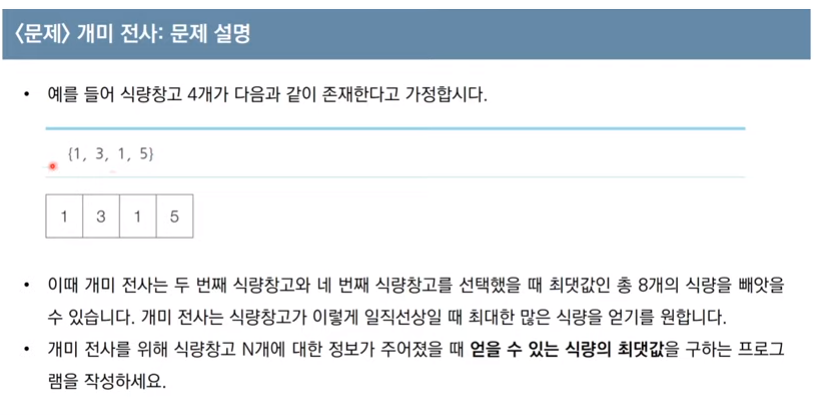 〈문제〉 개미 전사: 문제 설명
• 예를 들어 식량창고 4개가 다음과 같이 존재한다고 가정합시다.
{1, 3, 1, 5}
1 3 1 5
• 이때 개미 전사는 두 번째 식량창고와 네 번째 식량창고를 선택했을 때 최댓값인 총 8개의 식량을 빼앗을
수 있습니다. 개미 전사는 식량창고가 이렇게 일직선상일 때 최대한 많은 식량을 얻기를 원합니다.
• 개미 전사를 위해 식량창고 N개에 대한 정보가 주어졌을 때 얻을 수 있는 식량의 최댓값을 구하는 프로그
램을 작성하세요.